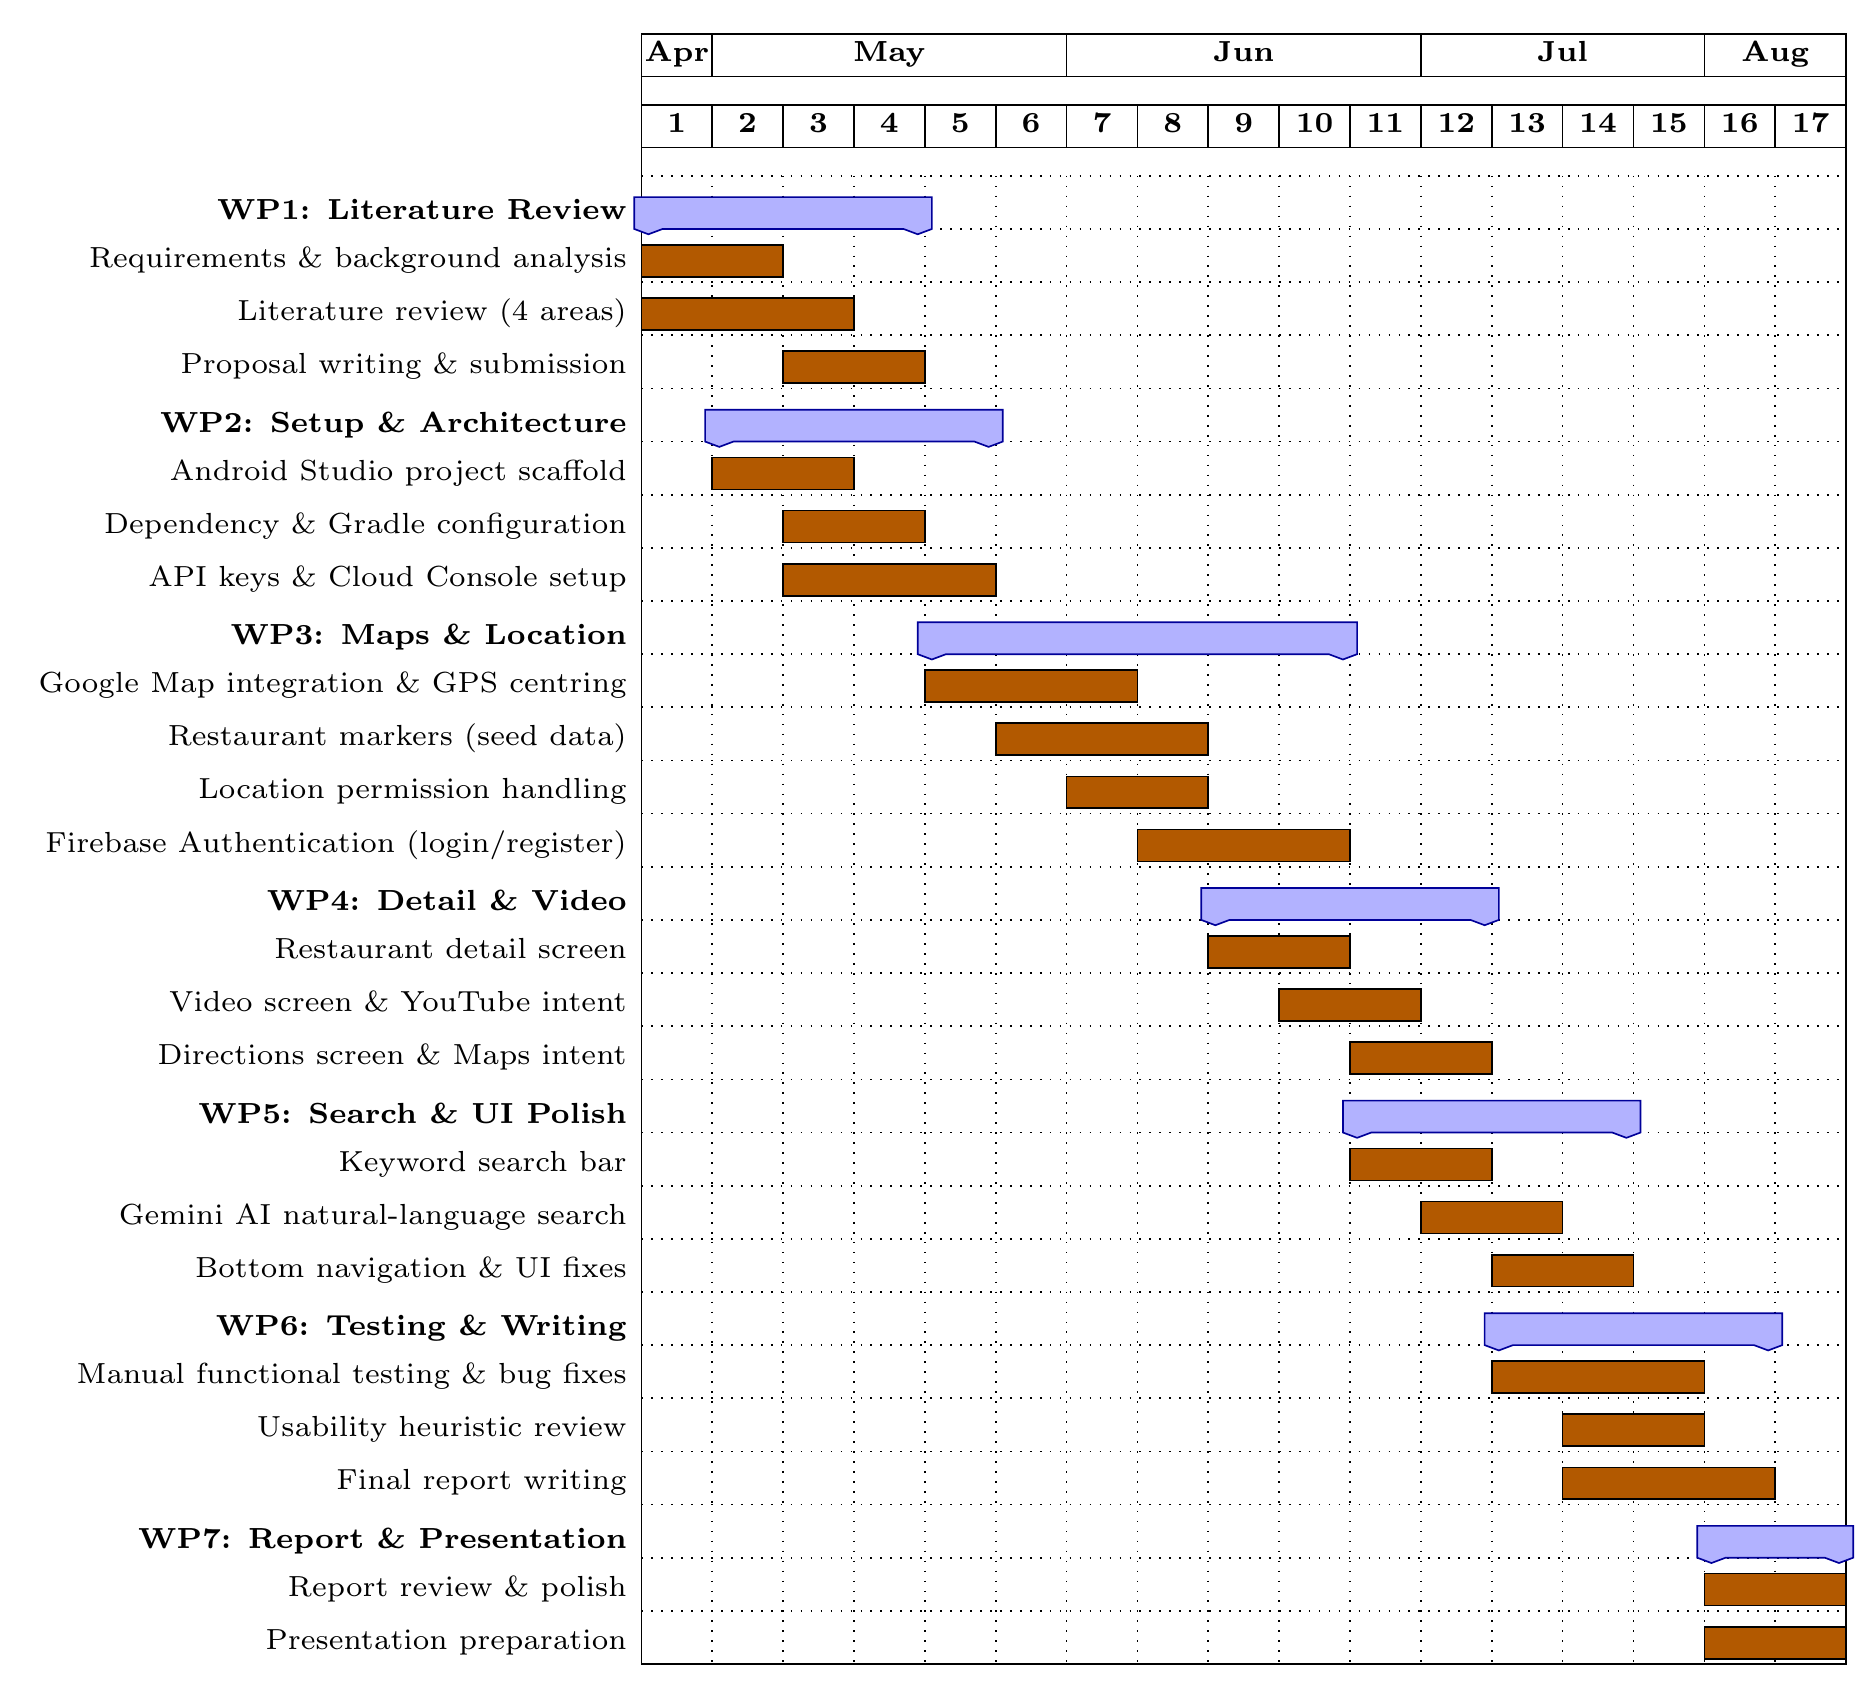 Apr May Jun Jul Aug
1 2 3 4 5 6 7 8 9 10 11 12 13 14 15 16 17
WP1: Literature Review
Requirements & background analysis
Literature review (4 areas)
Proposal writing & submission
WP2: Setup & Architecture
Android Studio project scaffold
Dependency & Gradle configuration
API keys & Cloud Console setup
WP3: Maps & Location
Google Map integration & GPS centring
Restaurant markers (seed data)
Location permission handling
Firebase Authentication (login/register)
WP4: Detail & Video
Restaurant detail screen
Video screen & YouTube intent
Directions screen & Maps intent
WP5: Search & UI Polish
Keyword search bar
Gemini AI natural-language search
Bottom navigation & UI fixes
WP6: Testing & Writing
Manual functional testing & bug fixes
Usability heuristic review
Final report writing
WP7: Report & Presentation
Report review & polish
Presentation preparation